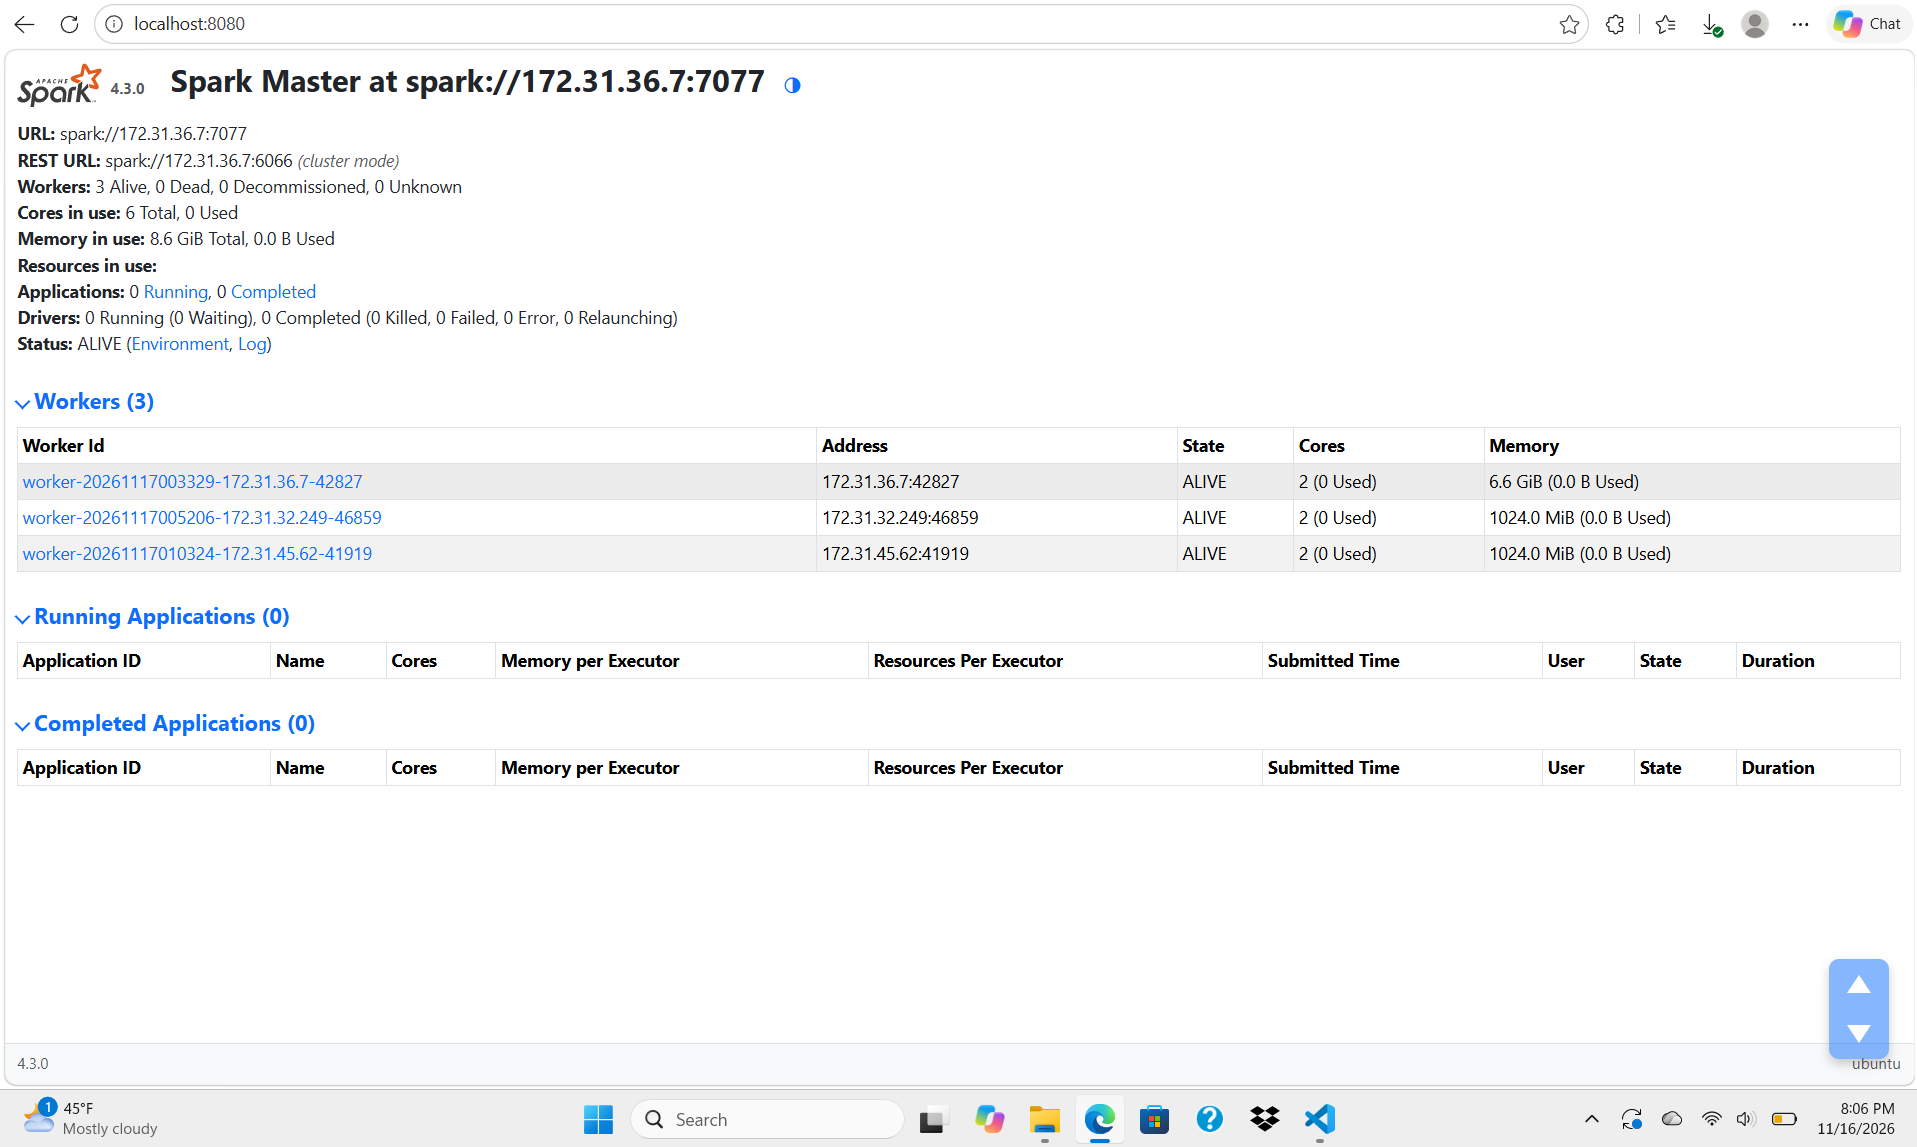 localhost:8080
Chat
APACHE Spark 4.3.0
Spark Master at spark://172.31.36.7:7077
URL: spark://172.31.36.7:7077
REST URL: spark://172.31.36.7:6066 (cluster mode)
Workers: 3 Alive, 0 Dead, 0 Decommissioned, 0 Unknown
Cores in use: 6 Total, 0 Used
Memory in use: 8.6 GiB Total, 0.0 B Used
Resources in use:
Applications: 0 Running, 0 Completed
Drivers: 0 Running (0 Waiting), 0 Completed (0 Killed, 0 Failed, 0 Error, 0 Relaunching)
Status: ALIVE (Environment, Log)
Workers (3)
Worker Id Address State Cores Memory
worker-20261117003329-172.31.36.7-42827 172.31.36.7:42827 ALIVE 2 (0 Used) 6.6 GiB (0.0 B Used)
worker-20261117005206-172.31.32.249-46859 172.31.32.249:46859 ALIVE 2 (0 Used) 1024.0 MiB (0.0 B Used)
worker-20261117010324-172.31.45.62-41919 172.31.45.62:41919 ALIVE 2 (0 Used) 1024.0 MiB (0.0 B Used)
Running Applications (0)
Application ID Name Cores Memory per Executor Resources Per Executor Submitted Time User State Duration
Completed Applications (0)
Application ID Name Cores Memory per Executor Resources Per Executor Submitted Time User State Duration
4.3.0
ubuntu
1
45°F
Mostly cloudy
Search
8:06 PM
11/16/2026